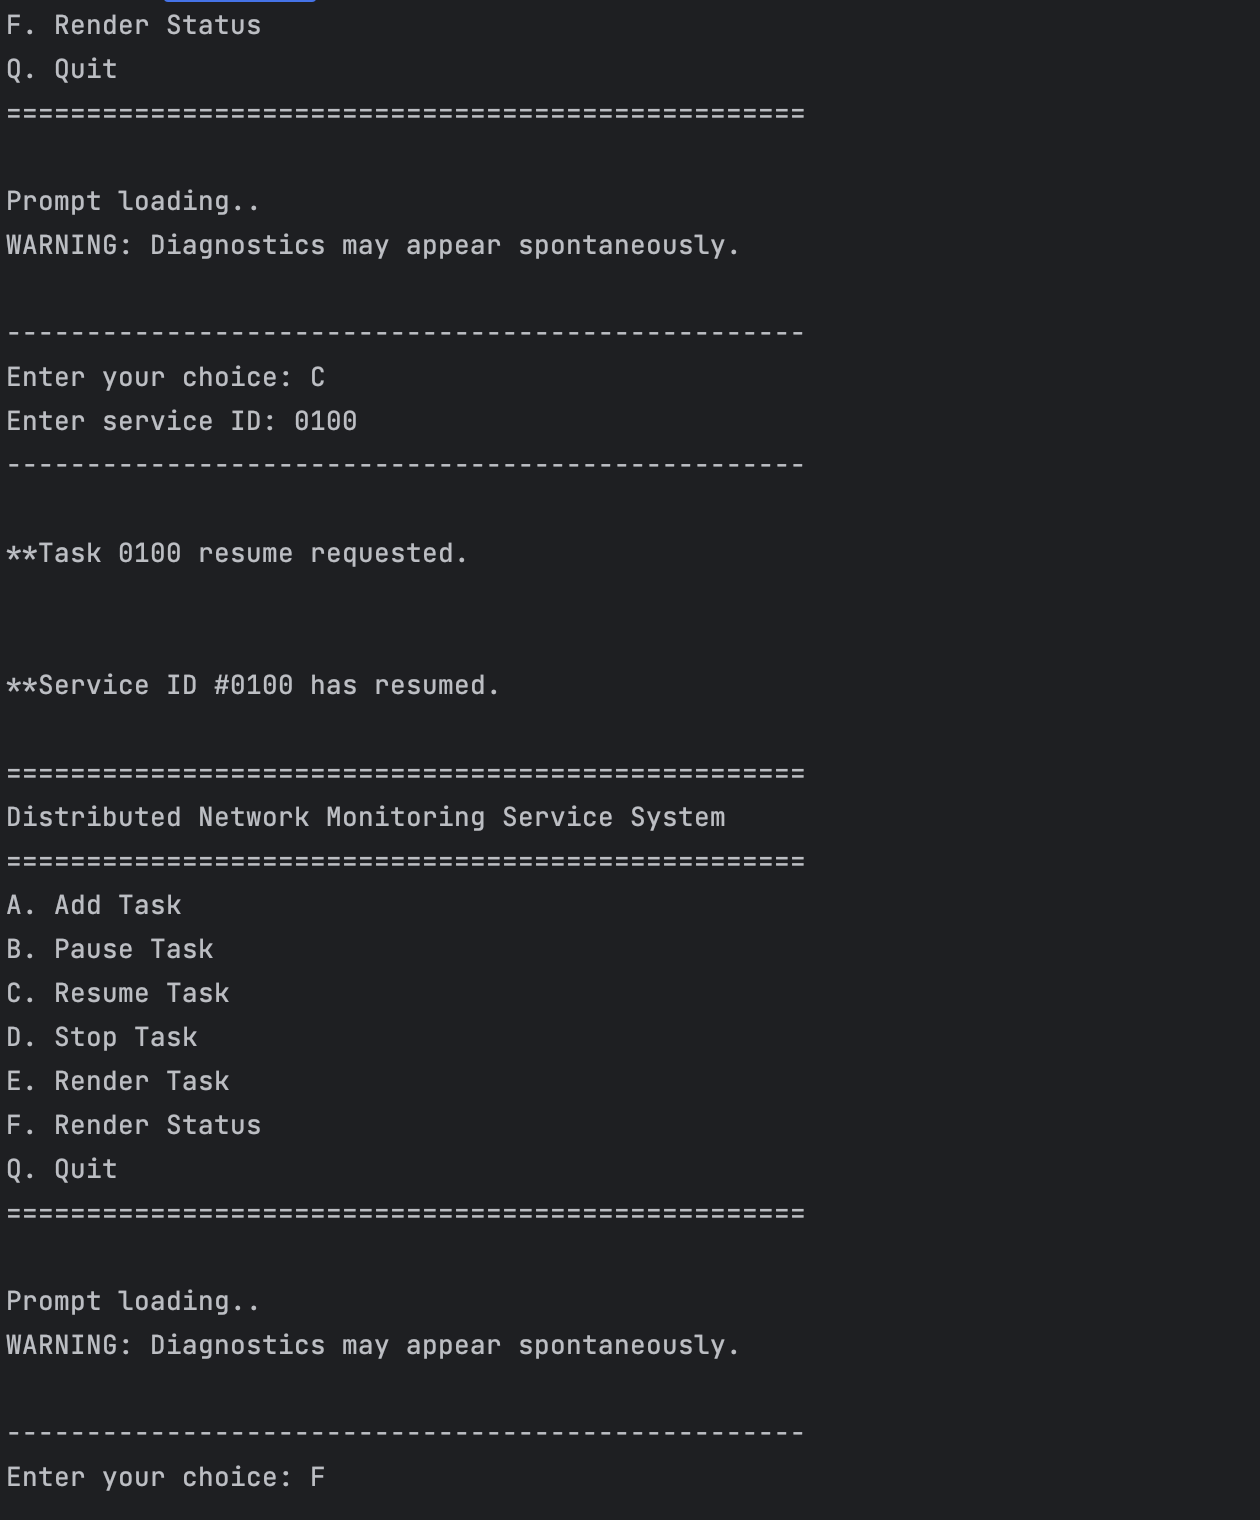 F. Render Status
Q. Quit
==================================================

Prompt loading..
WARNING: Diagnostics may appear spontaneously.

--------------------------------------------------
Enter your choice: C
Enter service ID: 0100
--------------------------------------------------

**Task 0100 resume requested.

**Service ID #0100 has resumed.

==================================================
Distributed Network Monitoring Service System
==================================================
A. Add Task
B. Pause Task
C. Resume Task
D. Stop Task
E. Render Task
F. Render Status
Q. Quit
==================================================

Prompt loading..
WARNING: Diagnostics may appear spontaneously.

--------------------------------------------------
Enter your choice: F